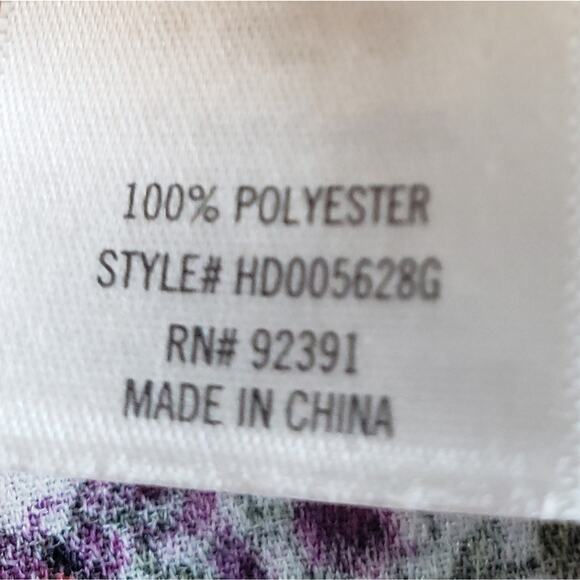 100% POLYESTER
STYLE# HD005628G
RN# 92391
MADE IN CHINA